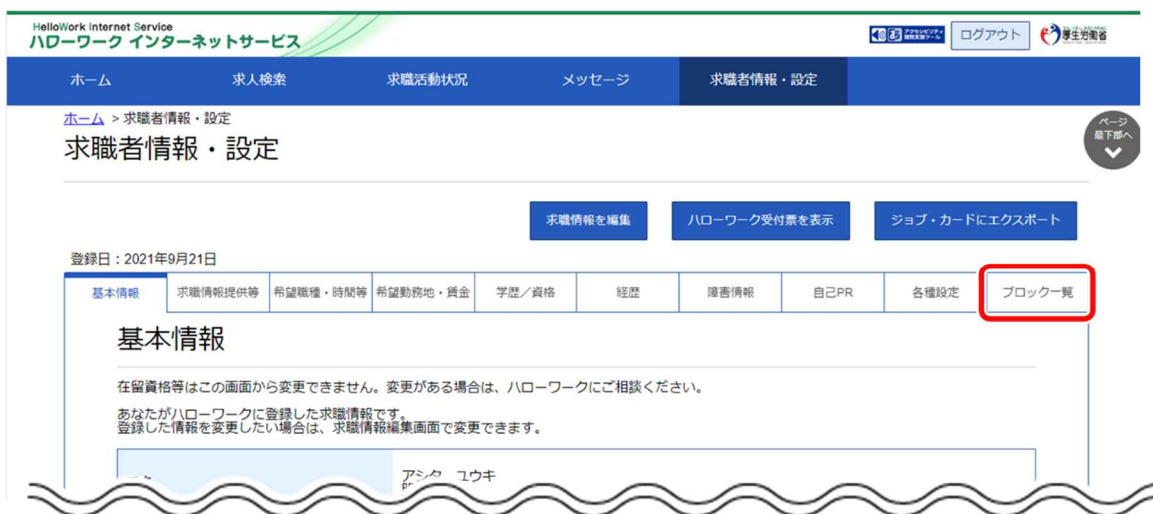 HelloWork Internet Service
ハローワーク インターネットサービス
ログアウト
厚生労働省
ホーム 求人検索 求職活動状況 メッセージ 求職者情報・設定
ホーム > 求職者情報・設定
ページ
最下部へ
求職者情報・設定
求職情報を編集 ハローワーク受付票を表示 ジョブ・カードにエクスポート
登録日：2021年9月21日
基本情報 求職情報提供等 希望職種・時間等 希望勤務地・賃金 学歴／資格 経歴 障害情報 自己PR 各種設定 ブロック一覧
基本情報
在留資格等はこの画面から変更できません。変更がある場合は、ハローワークにご相談ください。
あなたがハローワークに登録した求職情報です。
登録した情報を変更したい場合は、求職情報編集画面で変更できます。
アシタ ユウキ